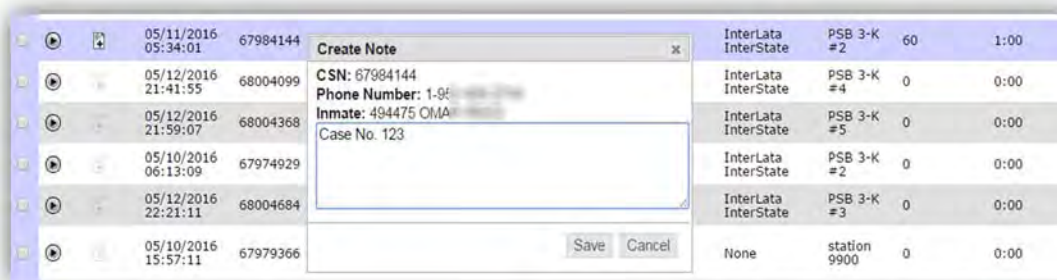 05/11/2016 05:34:01 67984144 InterLata InterState PSB 3-K #2 60 1:00
Create Note x
CSN: 67984144
Phone Number: 1-95
Inmate: 494475 OMA
Case No. 123
Save Cancel
05/12/2016 21:41:55 68004099 InterLata InterState PSB 3-K #4 0 0:00
05/12/2016 21:59:07 68004368 InterLata InterState PSB 3-K #5 0 0:00
05/10/2016 06:13:09 67974929 InterLata InterState PSB 3-K #2 0 0:00
05/12/2016 22:21:11 68004684 InterLata InterState PSB 3-K #3 0 0:00
05/10/2016 15:57:11 67979366 None station 9900 0 0:00